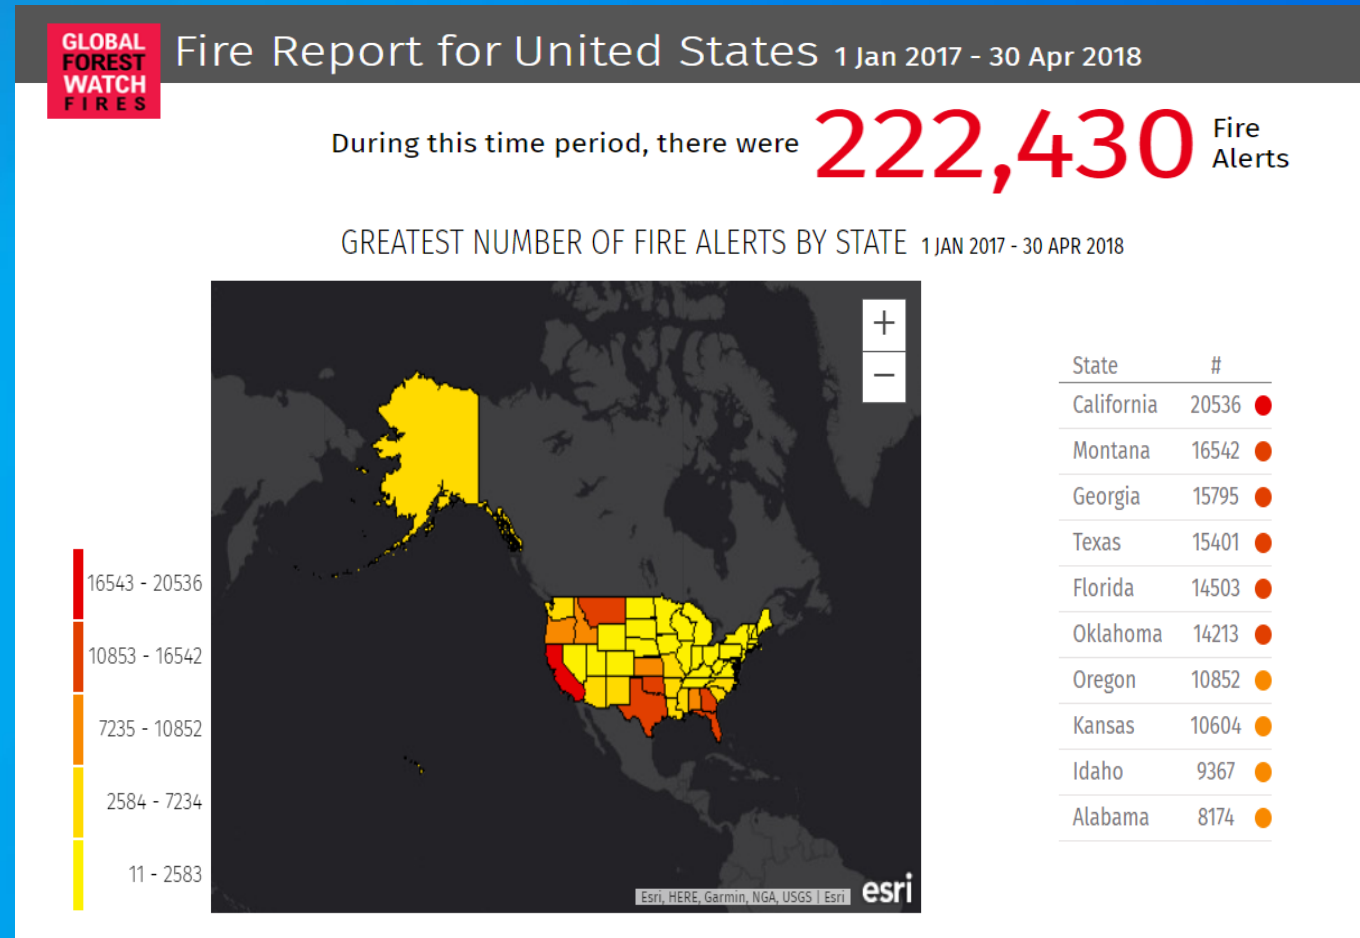 GLOBAL
FOREST
WATCH
FIRES
Fire Report for United States 1 Jan 2017 - 30 Apr 2018
During this time period, there were 222,430 Fire Alerts
GREATEST NUMBER OF FIRE ALERTS BY STATE 1 JAN 2017 - 30 APR 2018
+
−
16543 - 20536
10853 - 16542
7235 - 10852
2584 - 7234
11 - 2583
Esri, HERE, Garmin, NGA, USGS | Esri
esri
State #
California 20536
Montana 16542
Georgia 15795
Texas 15401
Florida 14503
Oklahoma 14213
Oregon 10852
Kansas 10604
Idaho 9367
Alabama 8174